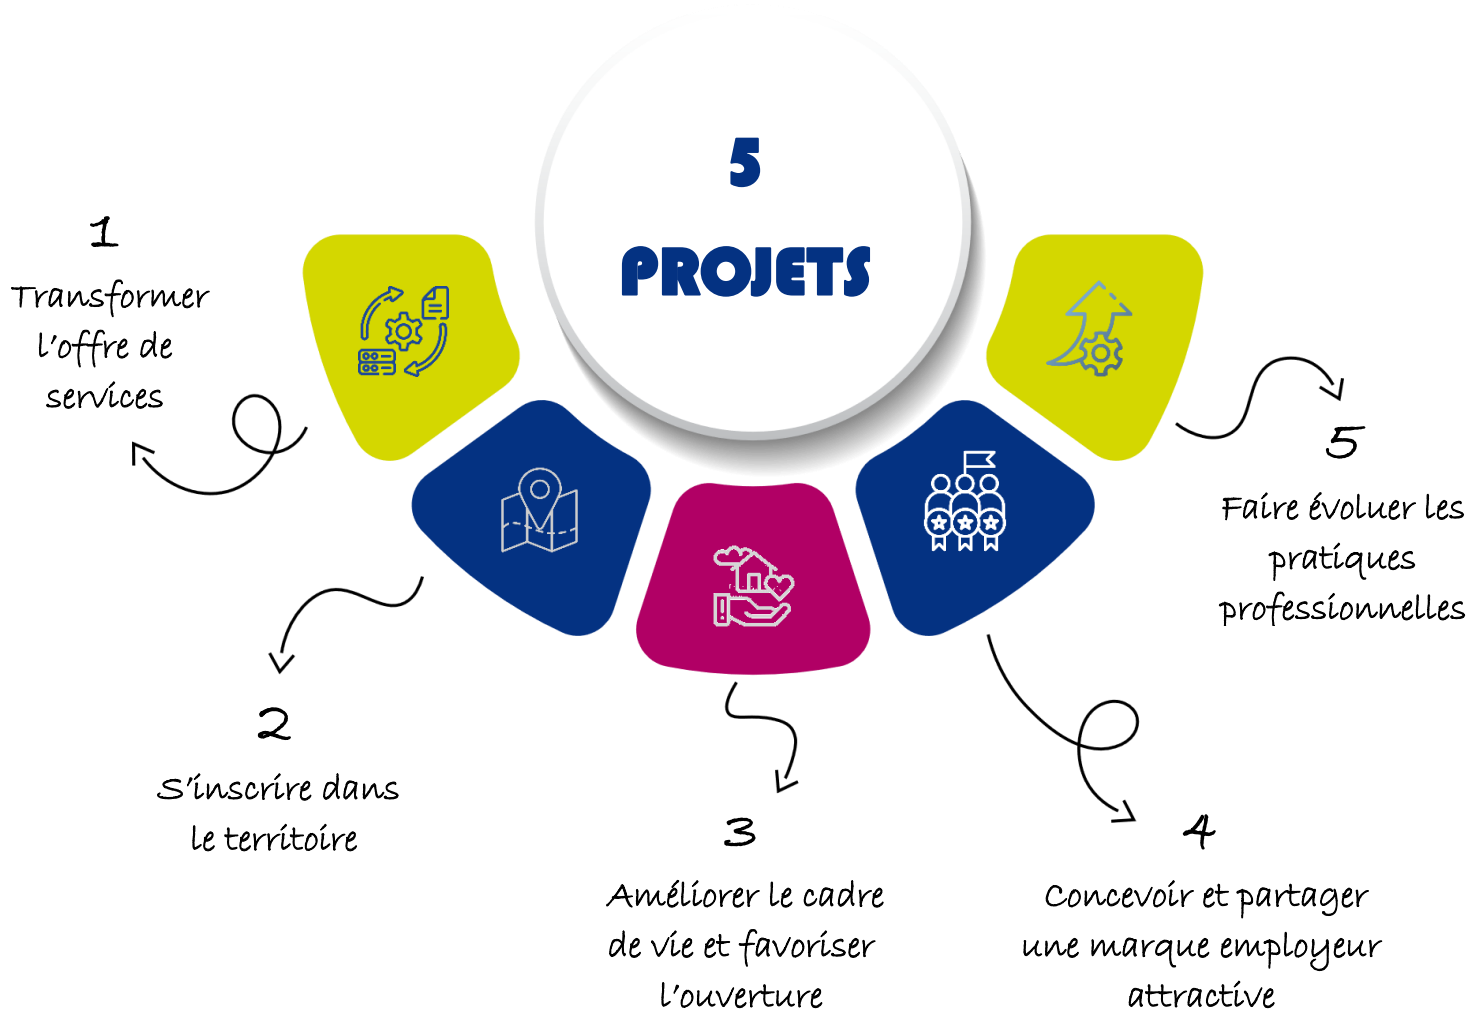 5
PROJETS
1
Transformer
l'offre de
services
2
S'inscrire dans
le territoire
3
Améliorer le cadre
de vie et favoriser
l'ouverture
4
Concevoir et partager
une marque employeur
attractive
5
Faire évoluer les
pratiques
professionnelles